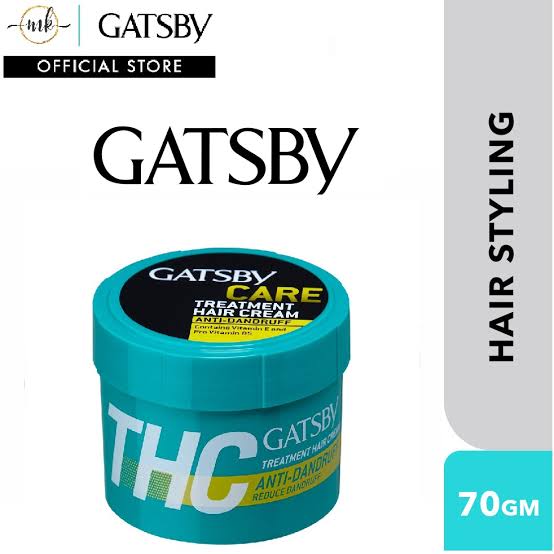 mk
GATSBY
OFFICIAL STORE
GATSBY
GATSBY
CARE
TREATMENT
HAIR CREAM
ANTI-DANDRUFF
Contains Vitamin E and
Pro Vitamin B5
THC
GATSBY
TREATMENT HAIR CREAM
ANTI-DANDRUFF
REDUCE DANDRUFF
HAIR STYLING
70GM